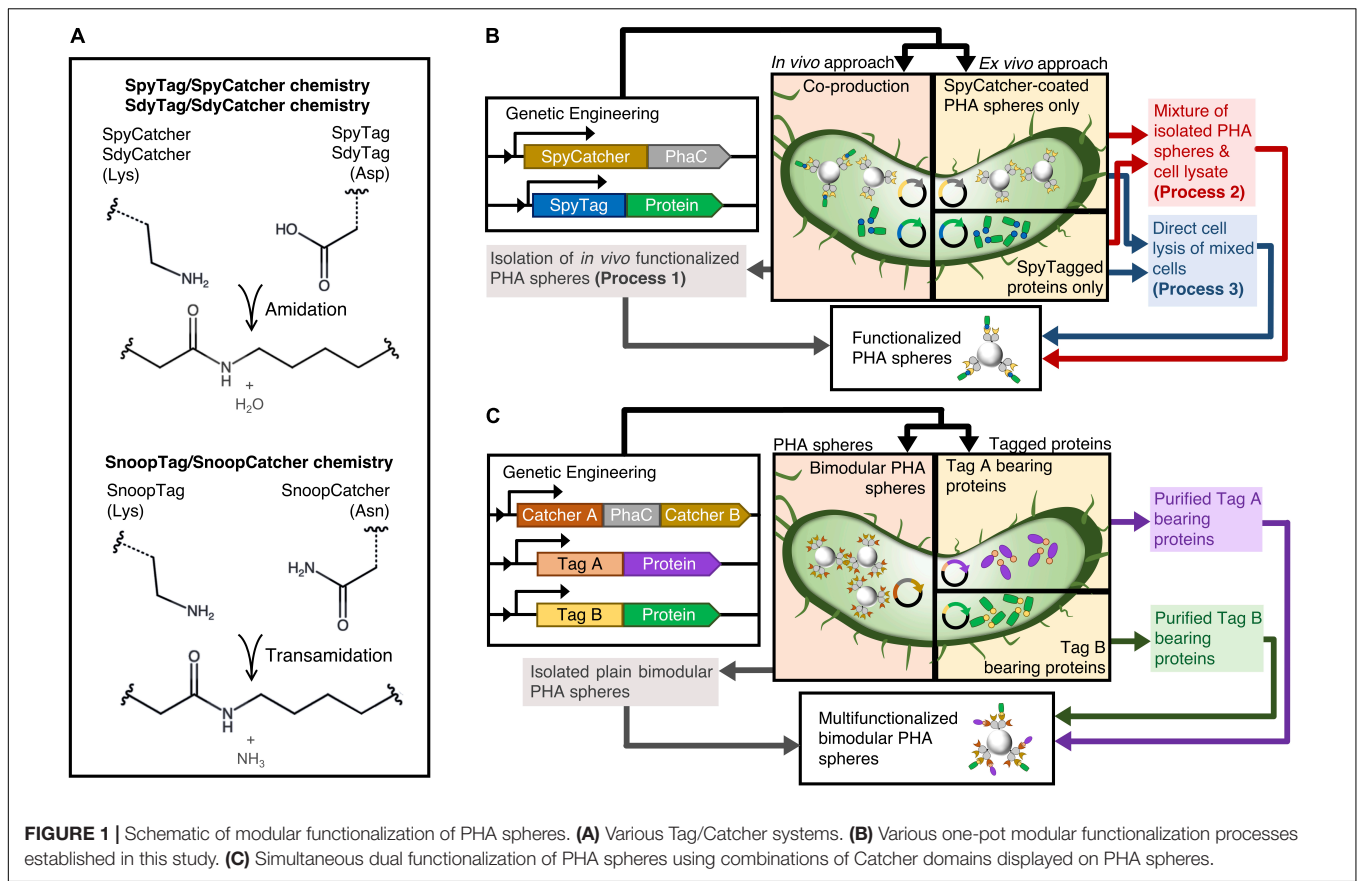 A
SpyTag/SpyCatcher chemistry
SdyTag/SdyCatcher chemistry
SpyCatcher
SdyCatcher
(Lys)
SpyTag
SdyTag
(Asp)
HO
O
NH2
Amidation
O
N
H
+
H2O
SnoopTag/SnoopCatcher chemistry
SnoopTag
(Lys)
SnoopCatcher
(Asn)
H2N
O
NH2
Transamidation
O
N
H
+
NH3
B
In vivo approach
Ex vivo approach
Genetic Engineering
SpyCatcher
PhaC
SpyTag
Protein
Co-production
SpyCatcher-coated
PHA spheres only
SpyTagged
proteins only
Mixture of
isolated PHA
spheres &
cell lysate
(Process 2)
Direct cell
lysis of mixed
cells
(Process 3)
Isolation of in vivo functionalized
PHA spheres (Process 1)
Functionalized
PHA spheres
C
PHA spheres
Tagged proteins
Genetic Engineering
Catcher A
PhaC
Catcher B
Tag A
Protein
Tag B
Protein
Bimodular PHA
spheres
Tag A bearing
proteins
Tag B
bearing proteins
Purified Tag A
bearing
proteins
Purified Tag B
bearing
proteins
Isolated plain bimodular
PHA spheres
Multifunctionalized
bimodular PHA
spheres
FIGURE 1 | Schematic of modular functionalization of PHA spheres. (A) Various Tag/Catcher systems. (B) Various one-pot modular functionalization processes
established in this study. (C) Simultaneous dual functionalization of PHA spheres using combinations of Catcher domains displayed on PHA spheres.